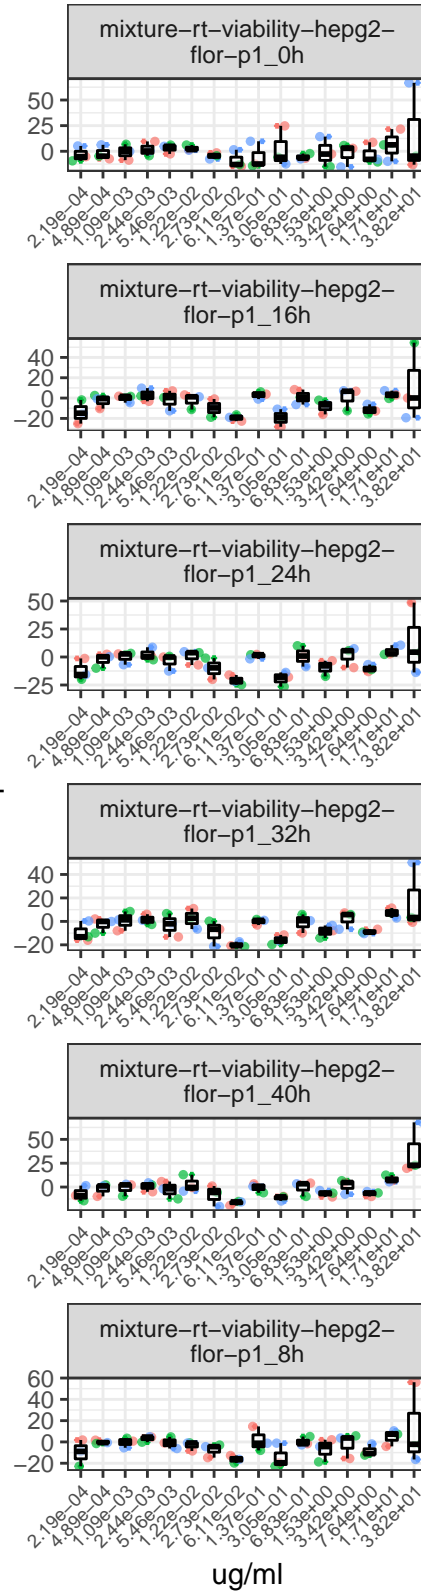 mixture−rt−viability−hepg2−
flor−p1_0h
50
25
0
2.19e−04
4.89e−04
1.09e−03
2.44e−03
5.46e−03
1.22e−02
2.73e−02
6.11e−02
1.37e−01
3.05e−01
6.83e−01
1.53e+00
3.42e+00
7.64e+00
1.71e+01
3.82e+01
mixture−rt−viability−hepg2−
flor−p1_16h
40
20
0
−20
2.19e−04
4.89e−04
1.09e−03
2.44e−03
5.46e−03
1.22e−02
2.73e−02
6.11e−02
1.37e−01
3.05e−01
6.83e−01
1.53e+00
3.42e+00
7.64e+00
1.71e+01
3.82e+01
mixture−rt−viability−hepg2−
flor−p1_24h
50
25
0
−25
2.19e−04
4.89e−04
1.09e−03
2.44e−03
5.46e−03
1.22e−02
2.73e−02
6.11e−02
1.37e−01
3.05e−01
6.83e−01
1.53e+00
3.42e+00
7.64e+00
1.71e+01
3.82e+01
mixture−rt−viability−hepg2−
flor−p1_32h
40
20
0
−20
2.19e−04
4.89e−04
1.09e−03
2.44e−03
5.46e−03
1.22e−02
2.73e−02
6.11e−02
1.37e−01
3.05e−01
6.83e−01
1.53e+00
3.42e+00
7.64e+00
1.71e+01
3.82e+01
mixture−rt−viability−hepg2−
flor−p1_40h
50
25
0
2.19e−04
4.89e−04
1.09e−03
2.44e−03
5.46e−03
1.22e−02
2.73e−02
6.11e−02
1.37e−01
3.05e−01
6.83e−01
1.53e+00
3.42e+00
7.64e+00
1.71e+01
3.82e+01
mixture−rt−viability−hepg2−
flor−p1_8h
60
40
20
0
−20
2.19e−04
4.89e−04
1.09e−03
2.44e−03
5.46e−03
1.22e−02
2.73e−02
6.11e−02
1.37e−01
3.05e−01
6.83e−01
1.53e+00
3.42e+00
7.64e+00
1.71e+01
3.82e+01
ug/ml